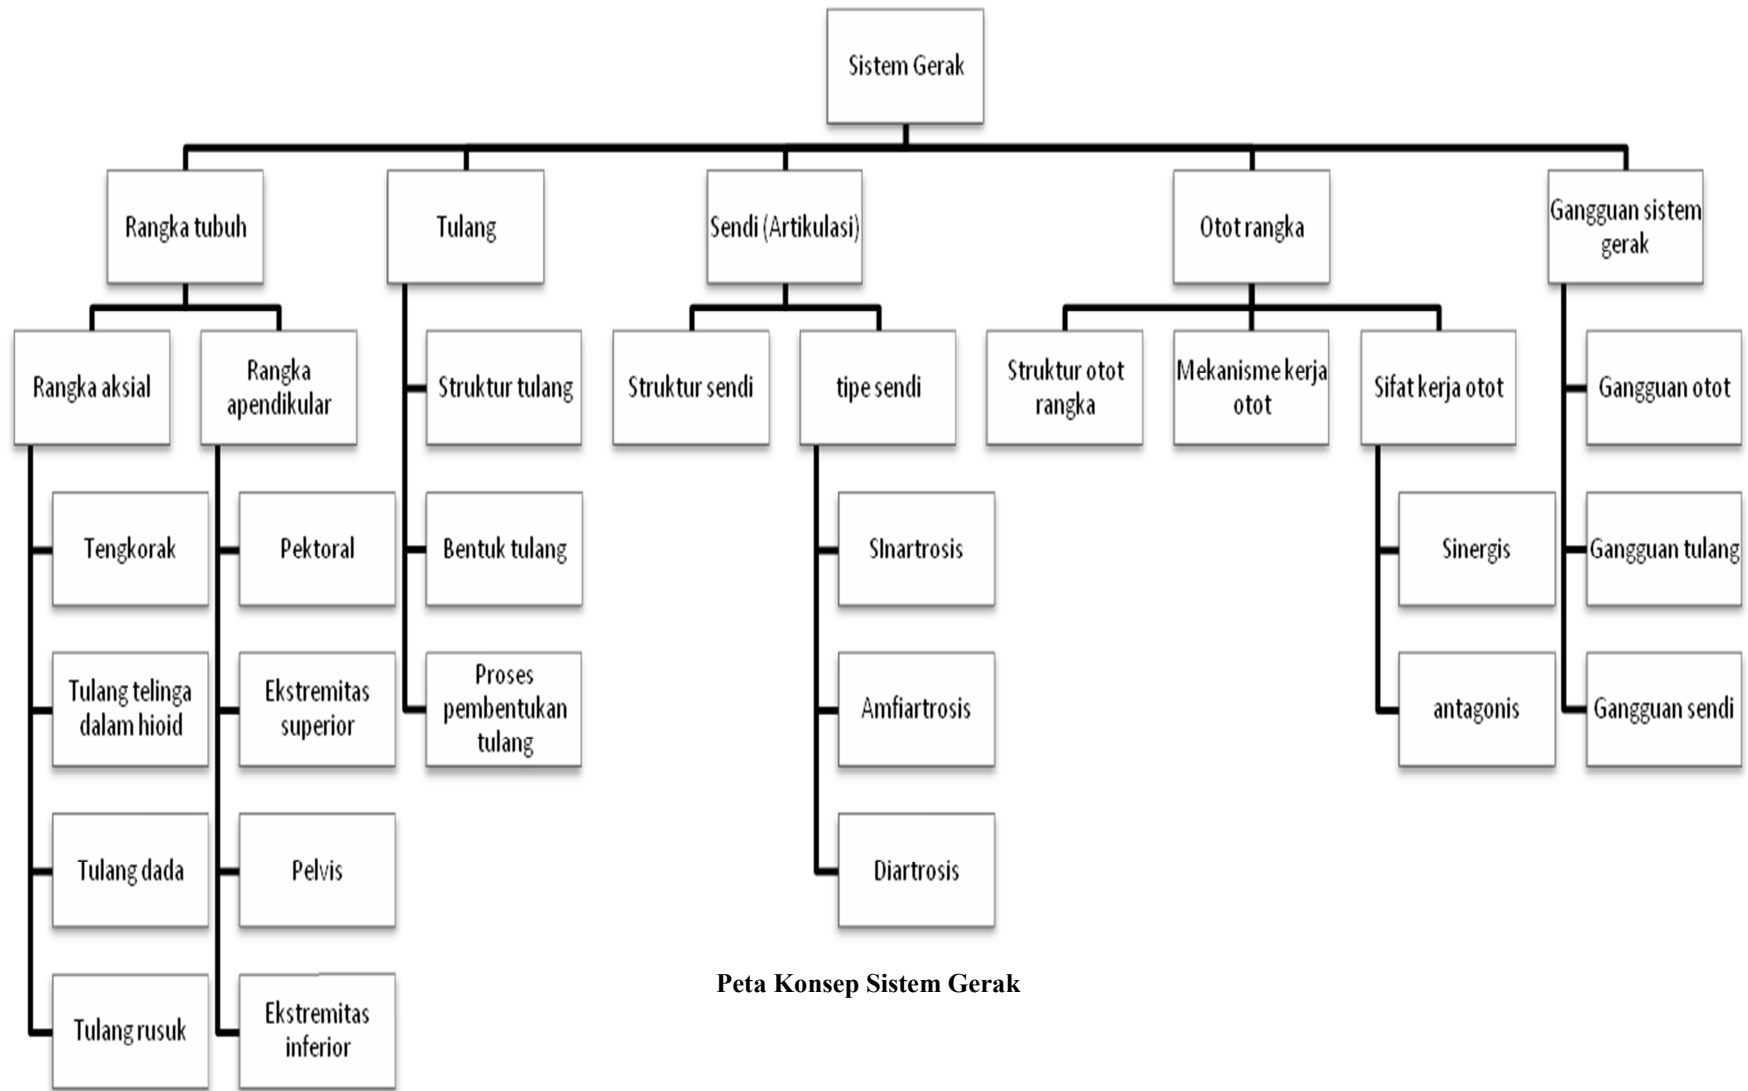 Sistem Gerak
Rangka tubuh
Tulang
Sendi (Artikulasi)
Otot rangka
Gangguan sistem
gerak
Rangka aksial
Rangka
apendikular
Struktur tulang
Struktur sendi
tipe sendi
Struktur otot
rangka
Mekanisme kerja
otot
Sifat kerja otot
Gangguan otot
Tengkorak
Pektoral
Bentuk tulang
SInartrosis
Sinergis
Gangguan tulang
Tulang telinga
dalam hioid
Ekstremitas
superior
Proses
pembentukan
tulang
Amfiartrosis
antagonis
Gangguan sendi
Tulang dada
Pelvis
Diartrosis
Tulang rusuk
Ekstremitas
inferior
Peta Konsep Sistem Gerak